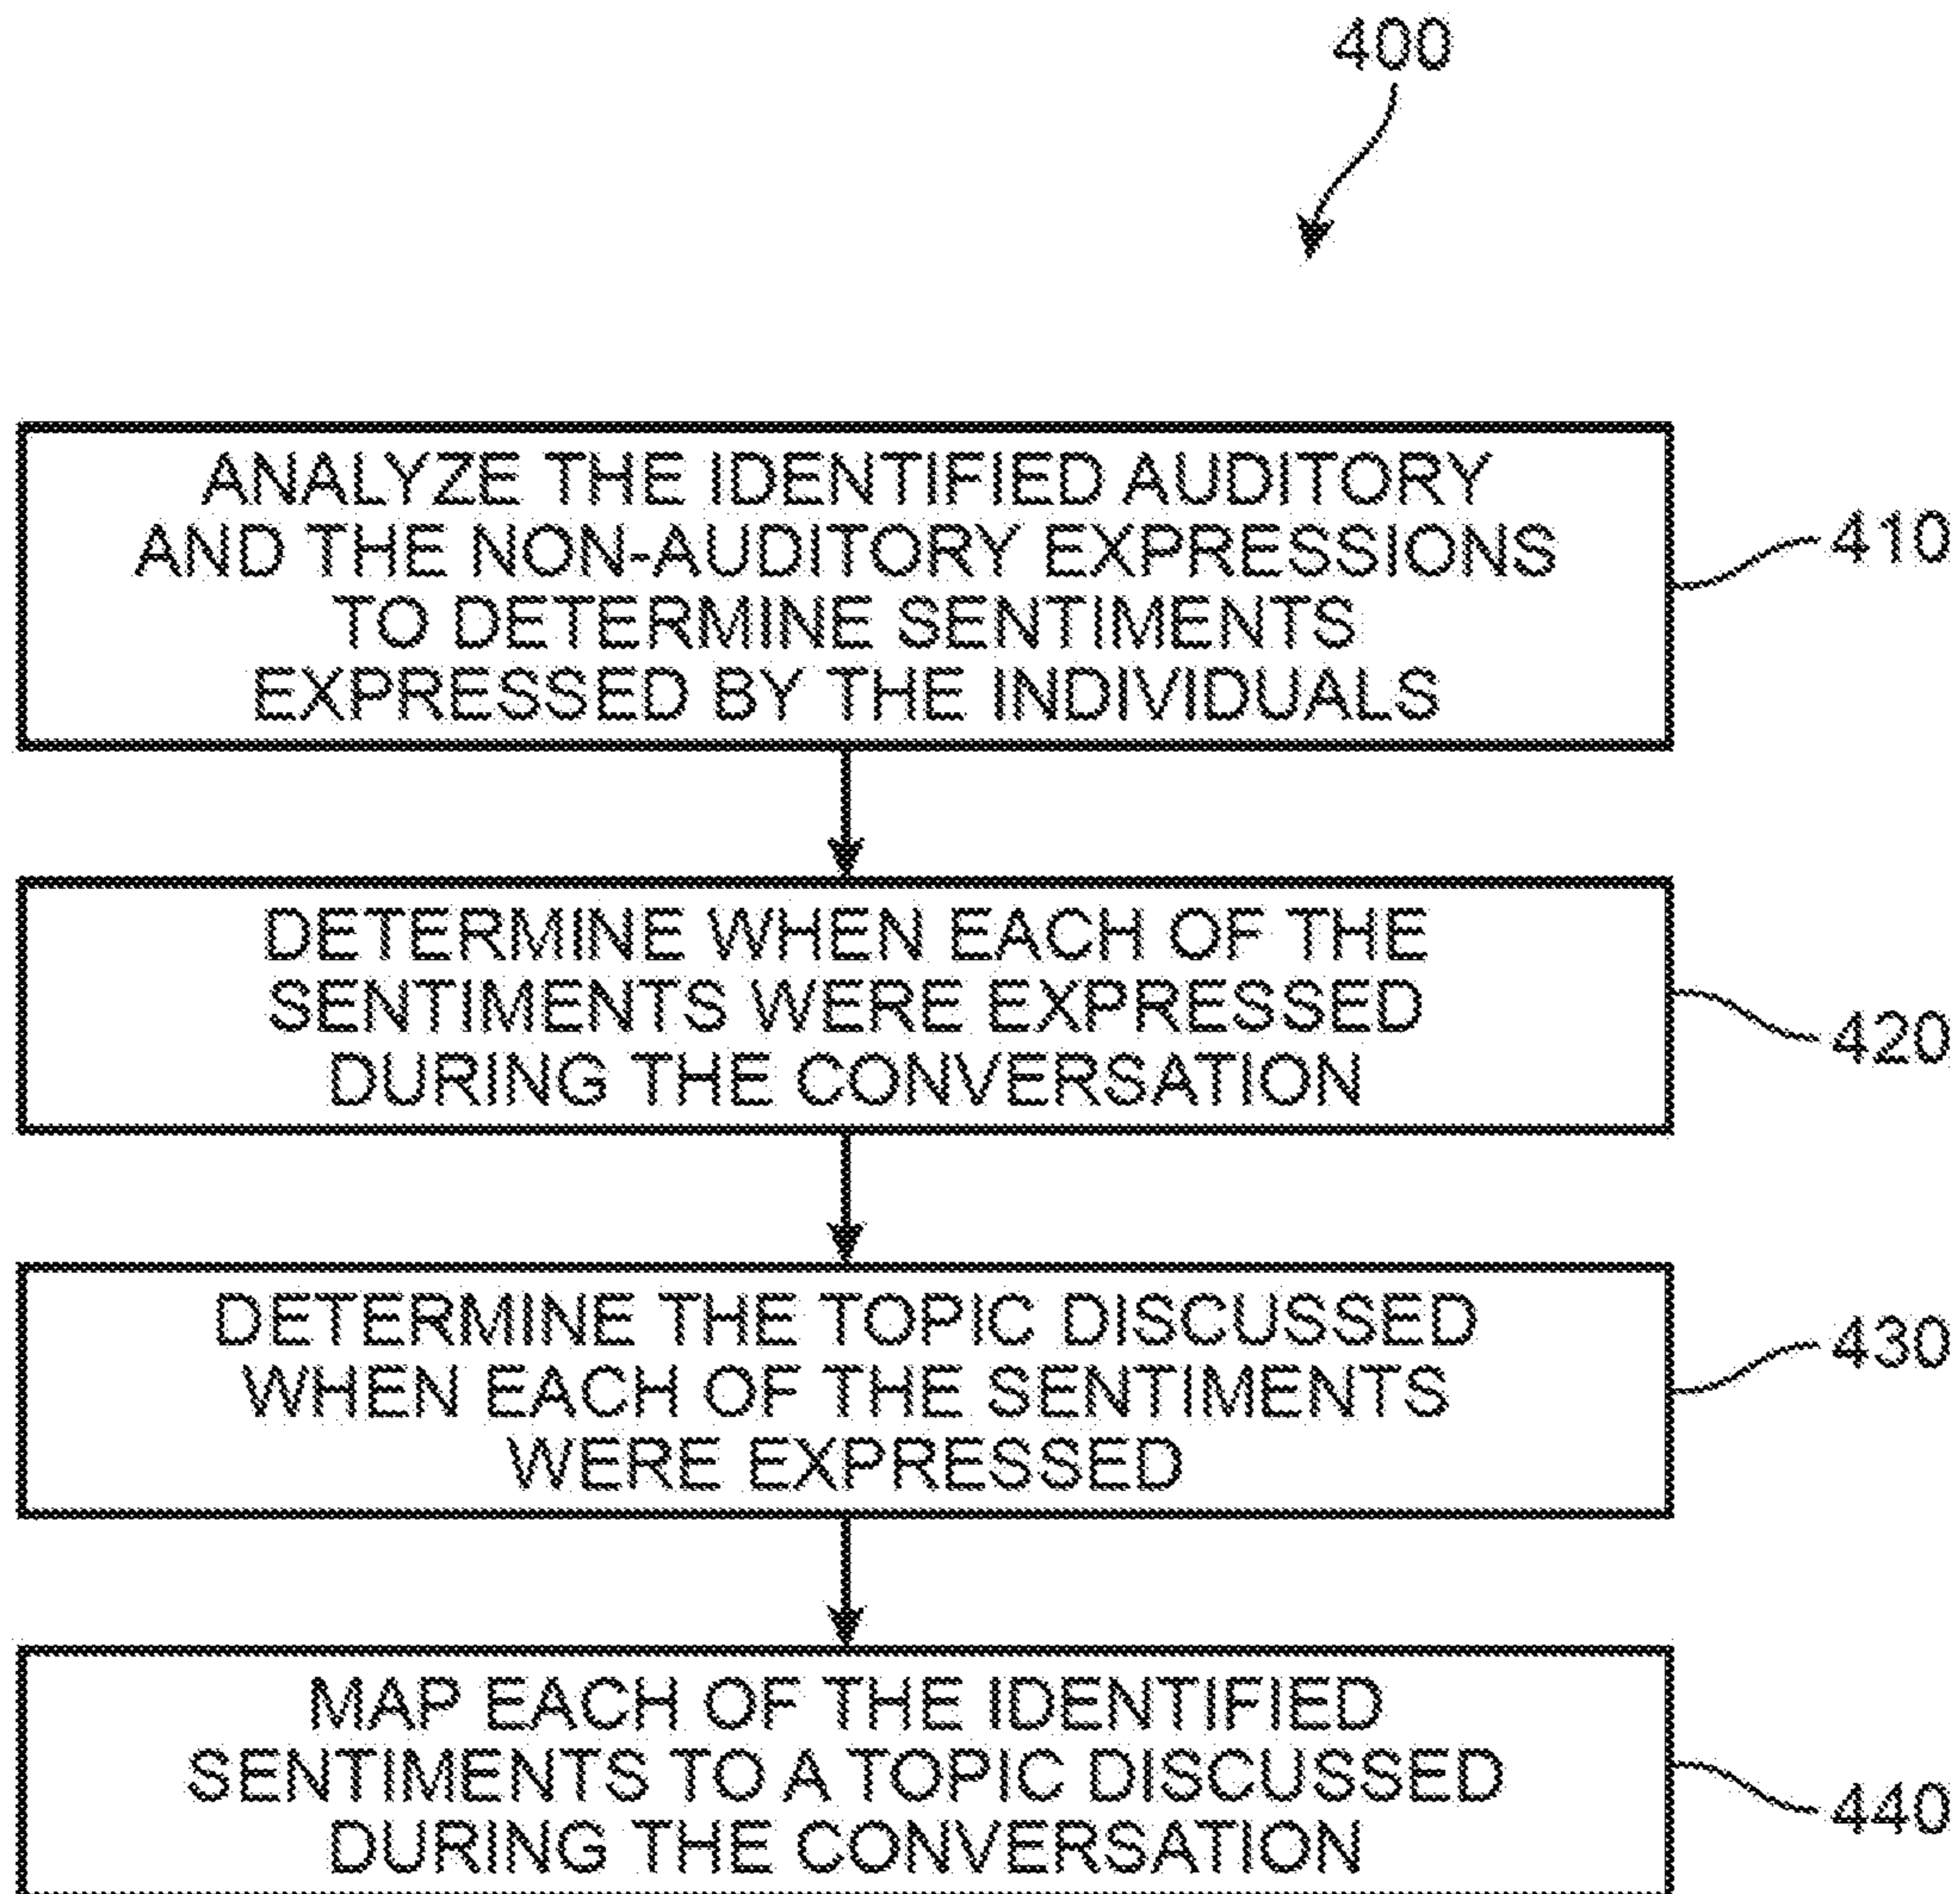 400
ANALYZE THE IDENTIFIED AUDITORY
AND THE NON-AUDITORY EXPRESSIONS
TO DETERMINE SENTIMENTS
EXPRESSED BY THE INDIVIDUALS
410
DETERMINE WHEN EACH OF THE
SENTIMENTS WERE EXPRESSED
DURING THE CONVERSATION
420
DETERMINE THE TOPIC DISCUSSED
WHEN EACH OF THE SENTIMENTS
WERE EXPRESSED
430
MAP EACH OF THE IDENTIFIED
SENTIMENTS TO A TOPIC DISCUSSED
DURING THE CONVERSATION
440